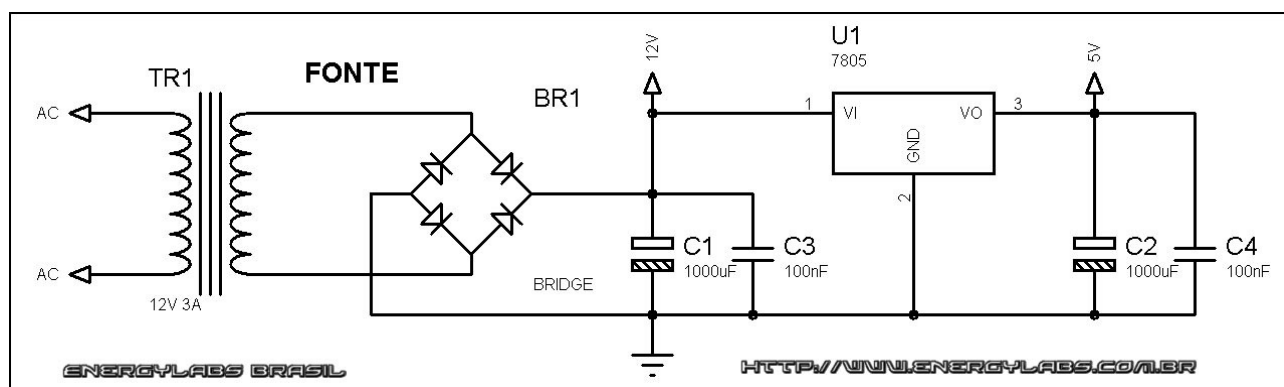 FONTE
TR1
AC
AC
12V 3A
BR1
BRIDGE
12V
C1
1000uF
C3
100nF
U1
7805
1
VI
VO
3
GND
2
5V
C2
1000uF
C4
100nF
ENERGYLABS BRASIL
HTTP://WWW.ENERGYLABS.COM.BR